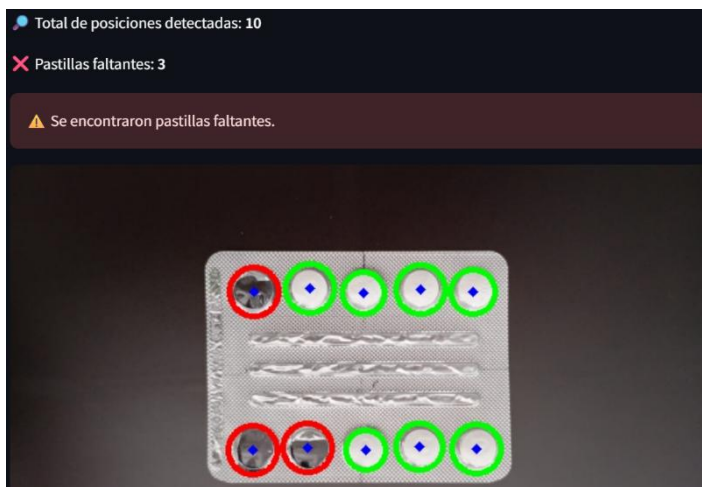 Total de posiciones detectadas: 10
Pastillas faltantes: 3
Se encontraron pastillas faltantes.